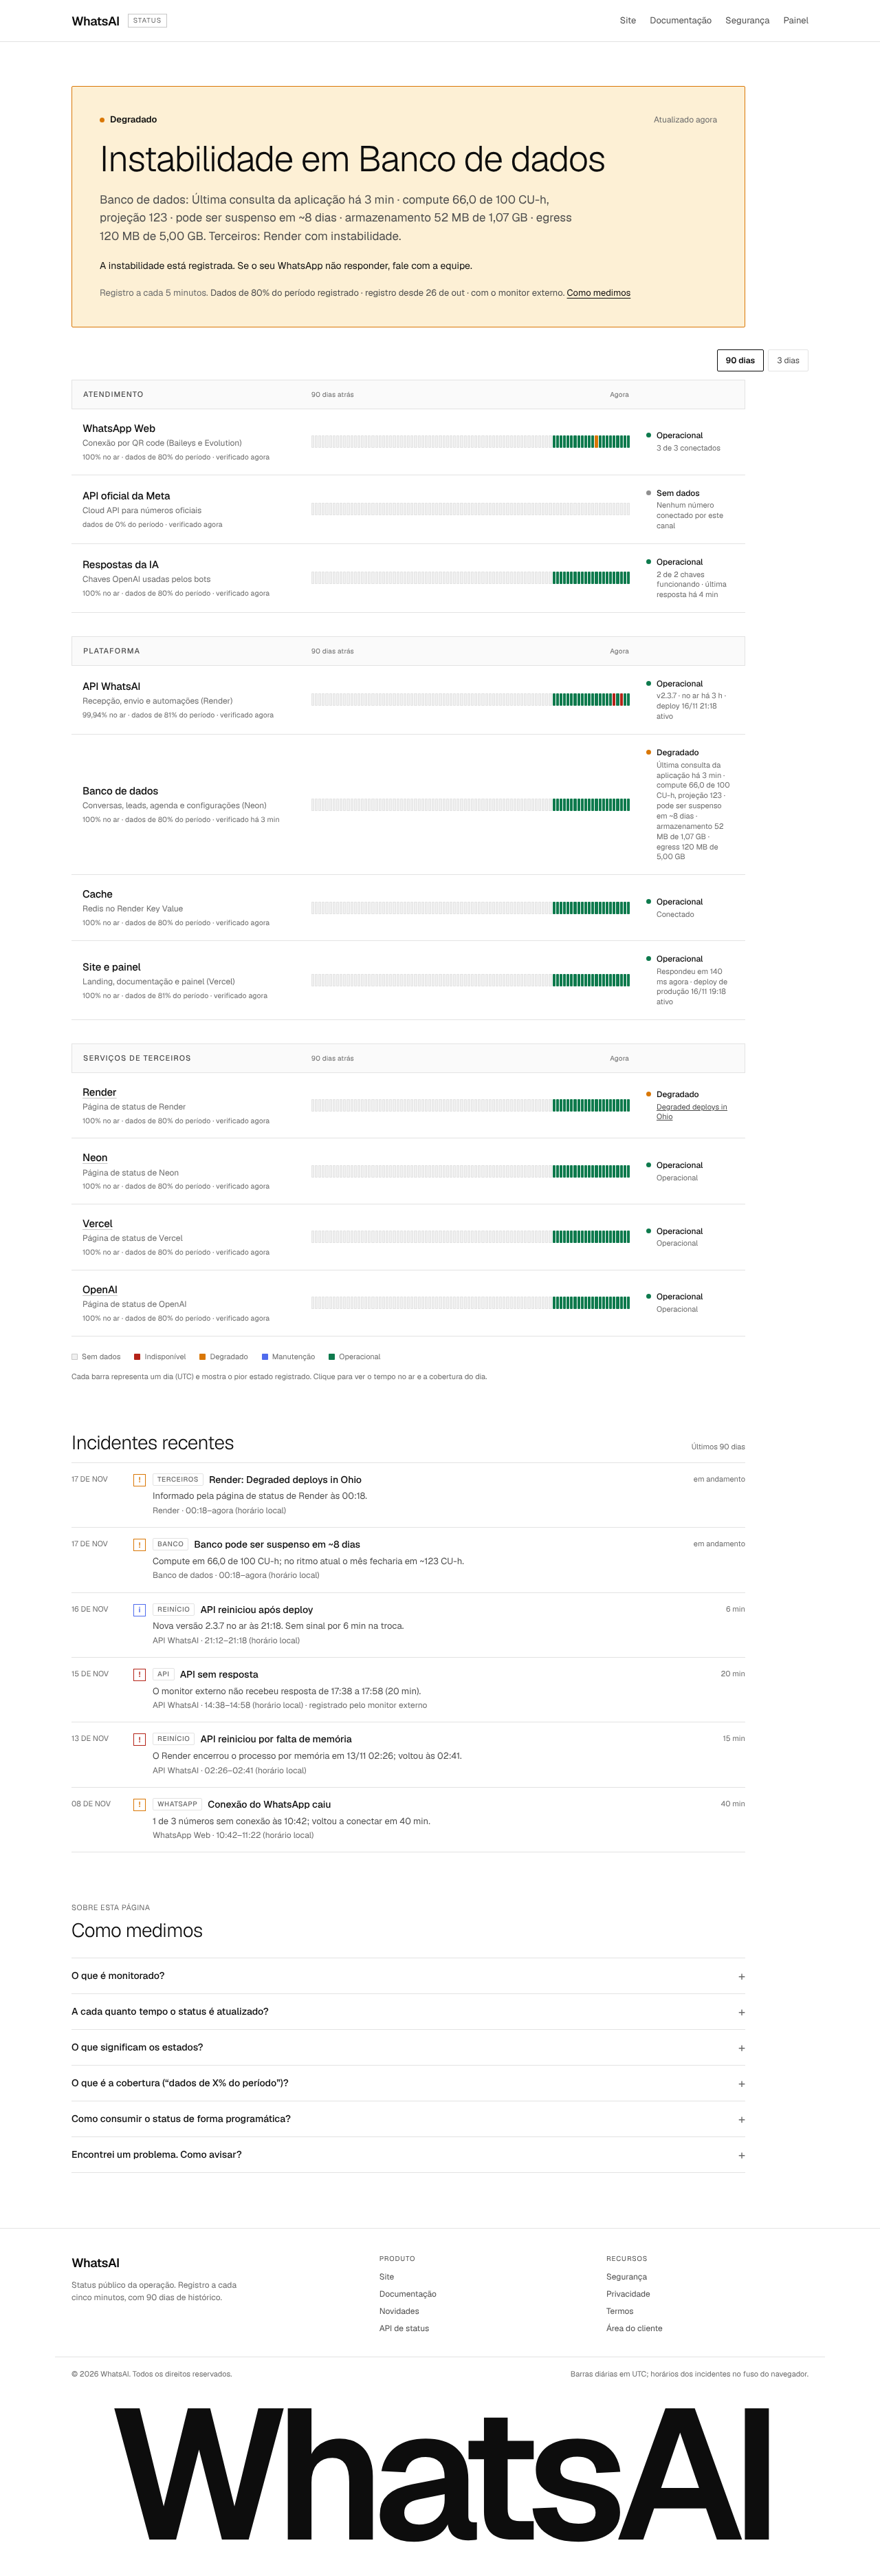 WhatsAI STATUS
Site Documentação Segurança Painel
Degradado
Atualizado agora
Instabilidade em Banco de dados
Banco de dados: Última consulta da aplicação há 3 min · compute 66,0 de 100 CU-h,
projeção 123 · pode ser suspenso em ~8 dias · armazenamento 52 MB de 1,07 GB · egress
120 MB de 5,00 GB. Terceiros: Render com instabilidade.
A instabilidade está registrada. Se o seu WhatsApp não responder, fale com a equipe.
Registro a cada 5 minutos. Dados de 80% do período registrado · registro desde 26 de out · com o monitor externo. Como medimos
90 dias 3 dias
ATENDIMENTO 90 dias atrás Agora
WhatsApp Web
Conexão por QR code (Baileys e Evolution)
100% no ar · dados de 80% do período · verificado agora
Operacional
3 de 3 conectados
API oficial da Meta
Cloud API para números oficiais
dados de 0% do período · verificado agora
Sem dados
Nenhum número
conectado por este
canal
Respostas da IA
Chaves OpenAI usadas pelos bots
100% no ar · dados de 80% do período · verificado agora
Operacional
2 de 2 chaves
funcionando · última
resposta há 4 min
PLATAFORMA 90 dias atrás Agora
API WhatsAI
Recepção, envio e automações (Render)
99,94% no ar · dados de 81% do período · verificado agora
Operacional
v2.3.7 · no ar há 3 h ·
deploy 16/11 21:18
ativo
Banco de dados
Conversas, leads, agenda e configurações (Neon)
100% no ar · dados de 80% do período · verificado há 3 min
Degradado
Última consulta da
aplicação há 3 min ·
compute 66,0 de 100
CU-h, projeção 123 ·
pode ser suspenso
em ~8 dias ·
armazenamento 52
MB de 1,07 GB ·
egress 120 MB de
5,00 GB
Cache
Redis no Render Key Value
100% no ar · dados de 80% do período · verificado agora
Operacional
Conectado
Site e painel
Landing, documentação e painel (Vercel)
100% no ar · dados de 81% do período · verificado agora
Operacional
Respondeu em 140
ms agora · deploy de
produção 16/11 19:18
ativo
SERVIÇOS DE TERCEIROS 90 dias atrás Agora
Render
Página de status de Render
100% no ar · dados de 80% do período · verificado agora
Degradado
Degraded deploys in
Ohio
Neon
Página de status de Neon
100% no ar · dados de 80% do período · verificado agora
Operacional
Operacional
Vercel
Página de status de Vercel
100% no ar · dados de 80% do período · verificado agora
Operacional
Operacional
OpenAI
Página de status de OpenAI
100% no ar · dados de 80% do período · verificado agora
Operacional
Operacional
Sem dados Indisponível Degradado Manutenção Operacional
Cada barra representa um dia (UTC) e mostra o pior estado registrado. Clique para ver o tempo no ar e a cobertura do dia.
Incidentes recentes
Últimos 90 dias
17 DE NOV ! TERCEIROS Render: Degraded deploys in Ohio em andamento
Informado pela página de status de Render às 00:18.
Render · 00:18–agora (horário local)
17 DE NOV ! BANCO Banco pode ser suspenso em ~8 dias em andamento
Compute em 66,0 de 100 CU-h; no ritmo atual o mês fecharia em ~123 CU-h.
Banco de dados · 00:18–agora (horário local)
16 DE NOV i REINÍCIO API reiniciou após deploy 6 min
Nova versão 2.3.7 no ar às 21:18. Sem sinal por 6 min na troca.
API WhatsAI · 21:12–21:18 (horário local)
15 DE NOV ! API API sem resposta 20 min
O monitor externo não recebeu resposta de 17:38 a 17:58 (20 min).
API WhatsAI · 14:38–14:58 (horário local) · registrado pelo monitor externo
13 DE NOV ! REINÍCIO API reiniciou por falta de memória 15 min
O Render encerrou o processo por memória em 13/11 02:26; voltou às 02:41.
API WhatsAI · 02:26–02:41 (horário local)
08 DE NOV ! WHATSAPP Conexão do WhatsApp caiu 40 min
1 de 3 números sem conexão às 10:42; voltou a conectar em 40 min.
WhatsApp Web · 10:42–11:22 (horário local)
SOBRE ESTA PÁGINA
Como medimos
O que é monitorado? +
A cada quanto tempo o status é atualizado? +
O que significam os estados? +
O que é a cobertura (“dados de X% do período”)? +
Como consumir o status de forma programática? +
Encontrei um problema. Como avisar? +
WhatsAI
Status público da operação. Registro a cada
cinco minutos, com 90 dias de histórico.
PRODUTO
Site
Documentação
Novidades
API de status
RECURSOS
Segurança
Privacidade
Termos
Área do cliente
© 2026 WhatsAI. Todos os direitos reservados.
Barras diárias em UTC; horários dos incidentes no fuso do navegador.
WhatsAI